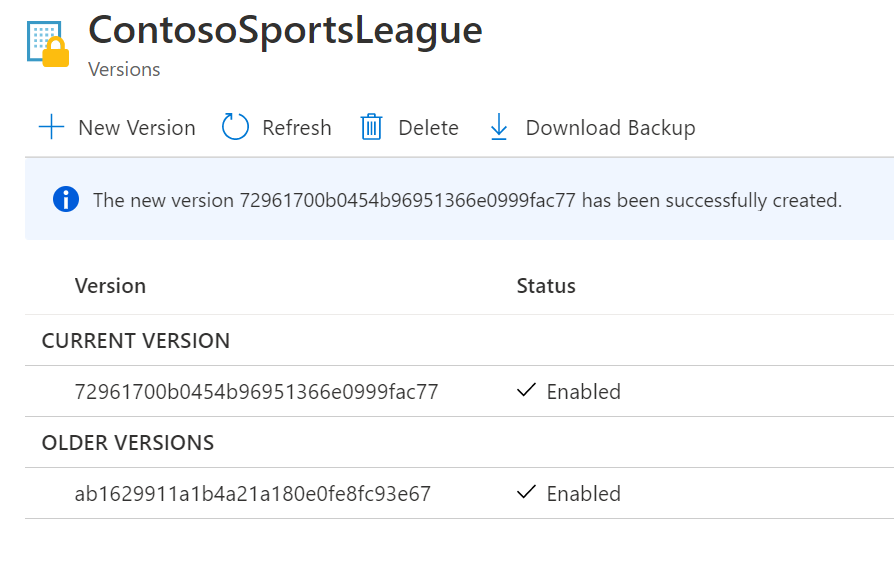 ContosoSportsLeague
Versions
New Version Refresh Delete Download Backup
The new version 72961700b0454b96951366e0999fac77 has been successfully created.
Version Status
CURRENT VERSION
72961700b0454b96951366e0999fac77 Enabled
OLDER VERSIONS
ab1629911a1b4a21a180e0fe8fc93e67 Enabled